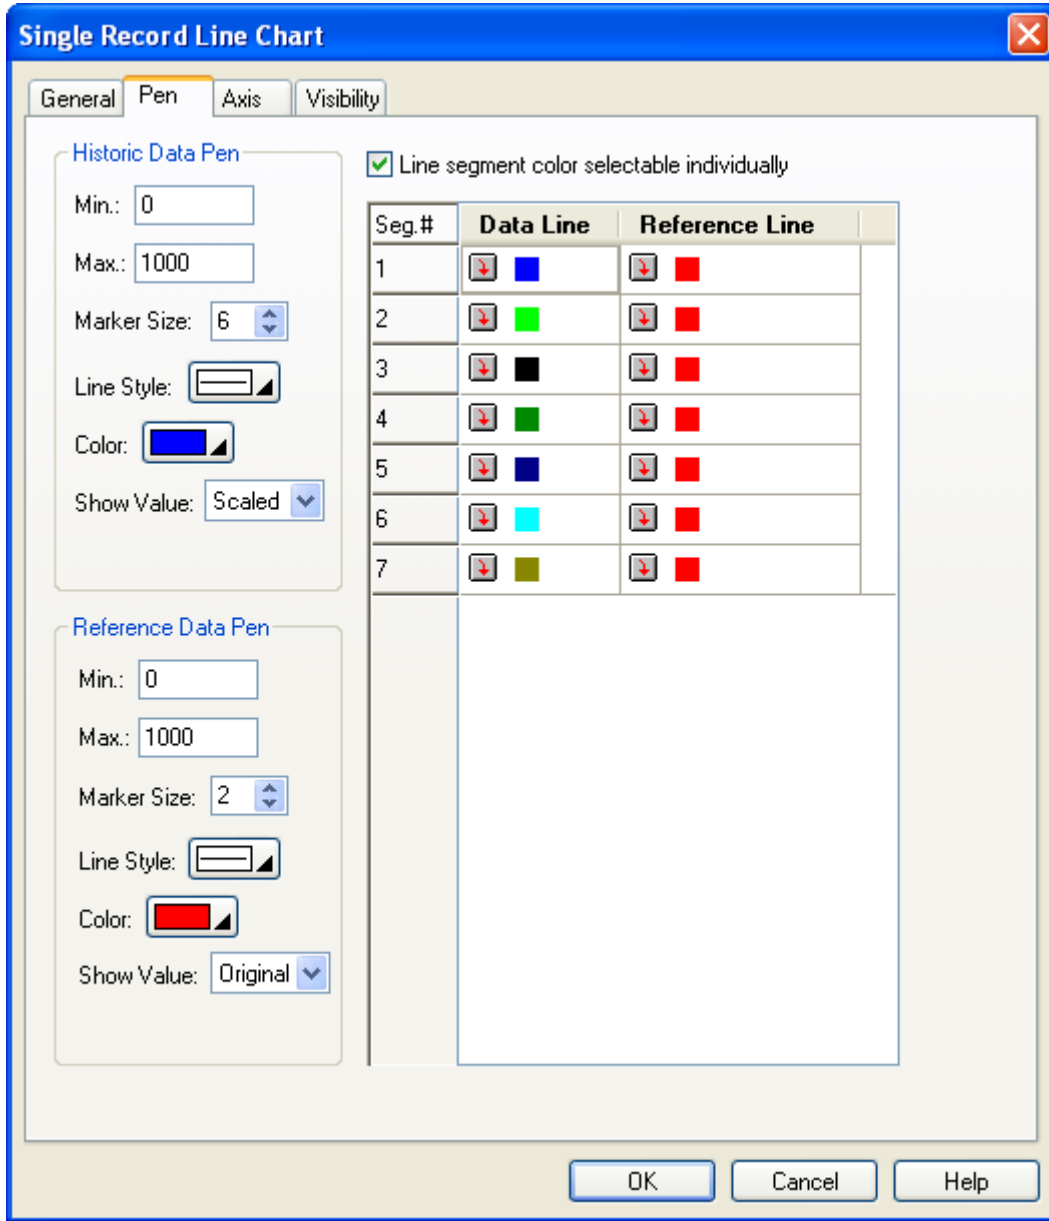 Single Record Line Chart
General Pen Axis Visibility
Historic Data Pen
Min.: 0
Max.: 1000
Marker Size: 6
Line Style:
Color:
Show Value: Scaled
Reference Data Pen
Min.: 0
Max.: 1000
Marker Size: 2
Line Style:
Color:
Show Value: Original
Line segment color selectable individually
Seg.# Data Line Reference Line
1
2
3
4
5
6
7
OK Cancel Help